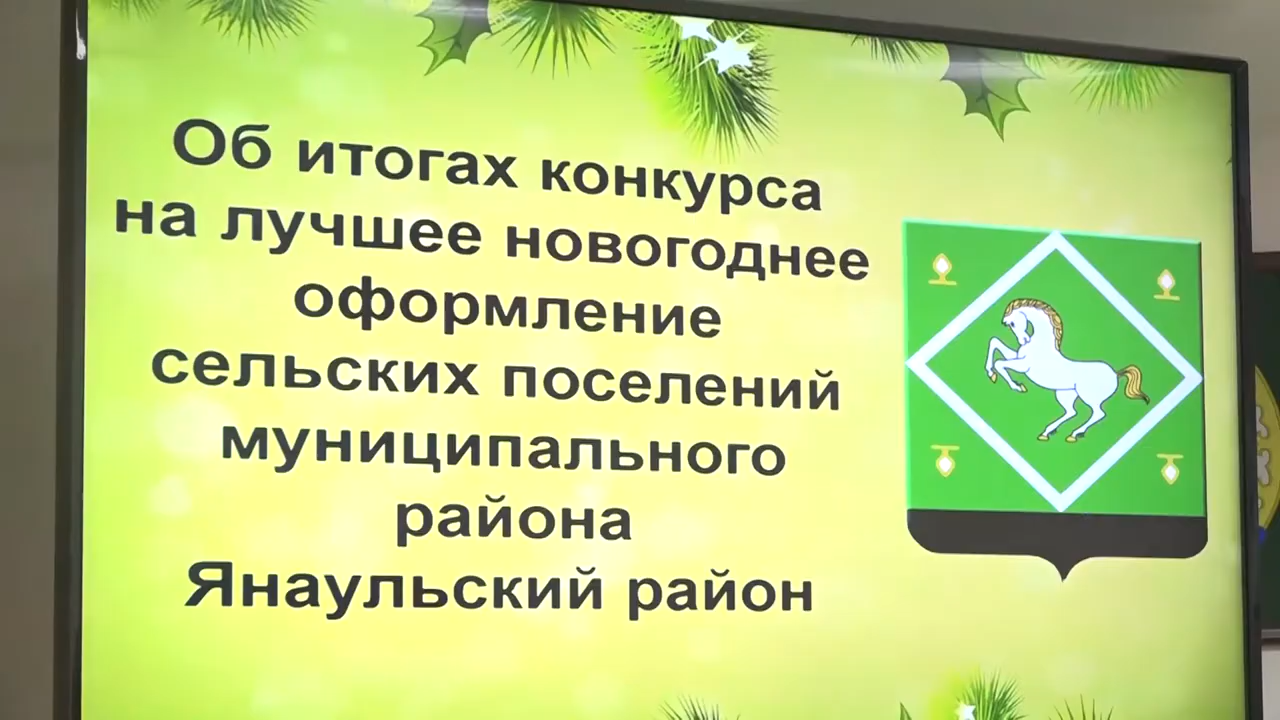 Об итогах конкурса
на лучшее новогоднее
оформление
сельских поселений
муниципального
района
Янаульский район